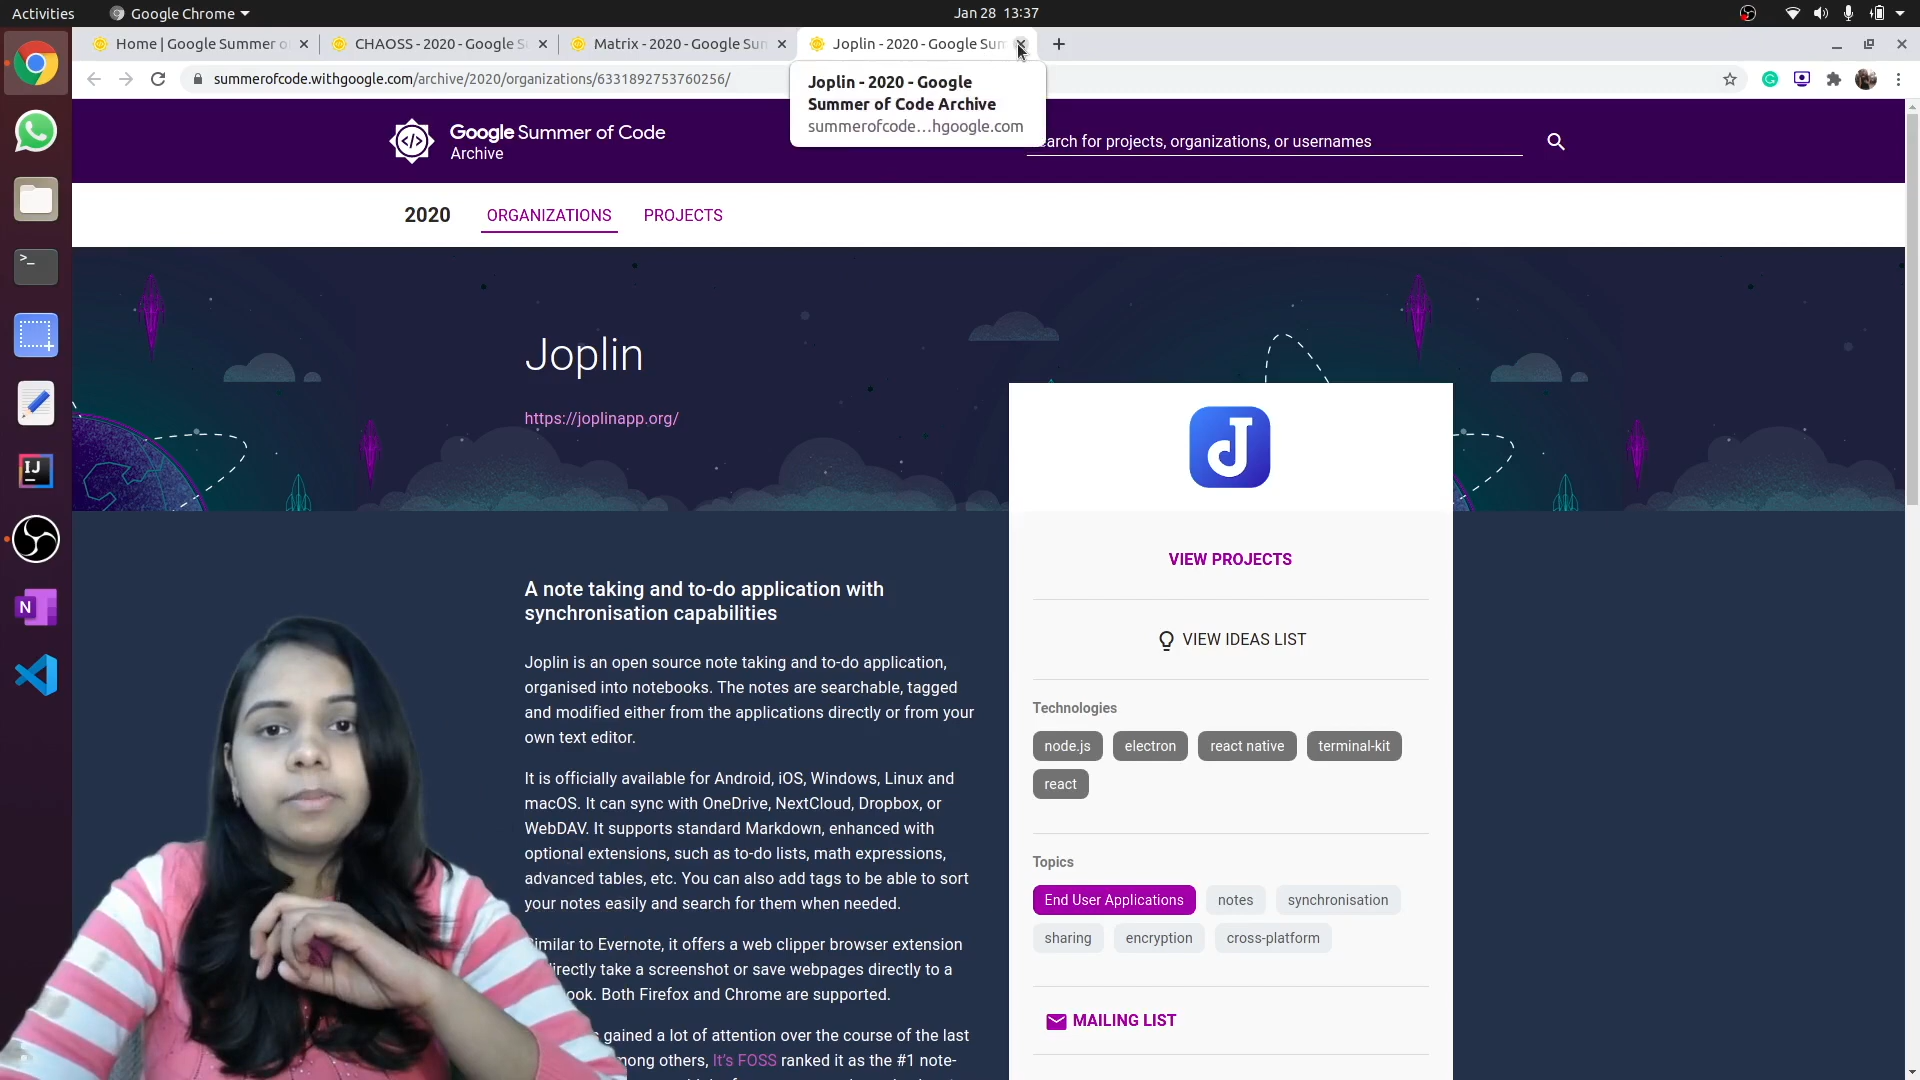 Activities
Google Chrome
Jan 28 13:37
Home | Google Summer o
CHAOSS - 2020 - Google S
Matrix - 2020 - Google Sun
Joplin - 2020 - Google Sum
summerofcode.withgoogle.com/archive/2020/organizations/6331892753760256/
Joplin - 2020 - Google
Summer of Code Archive
summerofcode...hgoogle.com
Google Summer of Code
Archive
earch for projects, organizations, or usernames
2020
ORGANIZATIONS
PROJECTS
Joplin
https://joplinapp.org/
A note taking and to-do application with
synchronisation capabilities
Joplin is an open source note taking and to-do application,
organised into notebooks. The notes are searchable, tagged
and modified either from the applications directly or from your
own text editor.
It is officially available for Android, iOS, Windows, Linux and
macOS. It can sync with OneDrive, NextCloud, Dropbox, or
WebDAV. It supports standard Markdown, enhanced with
optional extensions, such as to-do lists, math expressions,
advanced tables, etc. You can also add tags to be able to sort
your notes easily and search for them when needed.
Similar to Evernote, it offers a web clipper browser extension
directly take a screenshot or save webpages directly to a
ook. Both Firefox and Chrome are supported.
gained a lot of attention over the course of the last
mong others, It's FOSS ranked it as the #1 note-
J
VIEW PROJECTS
VIEW IDEAS LIST
Technologies
node.js
electron
react native
terminal-kit
react
Topics
End User Applications
notes
synchronisation
sharing
encryption
cross-platform
MAILING LIST
IJ
N